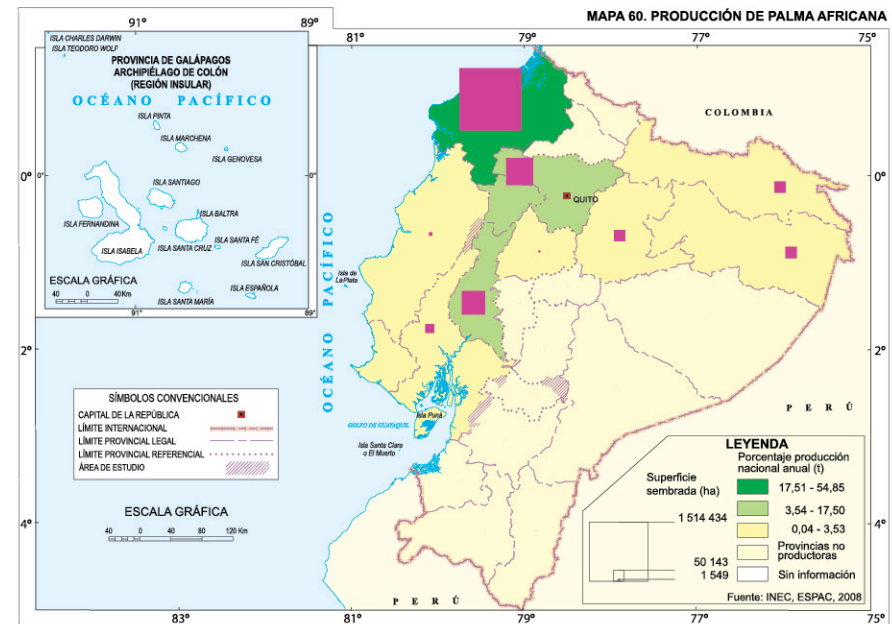 MAPA 60. PRODUCCIÓN DE PALMA AFRICANA
91°
89°
81°
79°
77°
75°
ISLA CHARLES DARWIN
ISLA TEODORO WOLF
PROVINCIA DE GALÁPAGOS
ARCHIPIÉLAGO DE COLÓN
(REGIÓN INSULAR)
OCÉANO PACÍFICO
ISLA PINTA
ISLA MARCHENA
ISLA GENOVESA
0°
0°
ISLA SANTIAGO
ISLA BALTRA
ISLA FERNANDINA
ISLA SANTA CRUZ
ISLA SANTA FÉ
ISLA ISABELA
ISLA SAN CRISTÓBAL
ESCALA GRÁFICA
40 0 40 Km
ISLA SANTA MARÍA
ISLA ESPAÑOLA
91°
89°
COLOMBIA
0°
0°
QUITO
OCÉANO PACÍFICO
Isla de
La Plata
2°
2°
SÍMBOLOS CONVENCIONALES
CAPITAL DE LA REPÚBLICA
LÍMITE INTERNACIONAL
LÍMITE PROVINCIAL LEGAL
LÍMITE PROVINCIAL REFERENCIAL
ÁREA DE ESTUDIO
Isla Puná
GOLFO DE GUAYAQUIL
Isla Santa Clara
o El Muerto
PERÚ
ESCALA GRÁFICA
40 0 40 80 120 Km
LEYENDA
Porcentaje producción
nacional anual (t)
17,51 - 54,85
3,54 - 17,50
0,04 - 3,53
Provincias no
productoras
Sin información
Superficie
sembrada (ha)
1 514 434
50 143
1 549
Fuente: INEC, ESPAC, 2008
4°
4°
PERÚ
83°
81°
79°
77°
75°